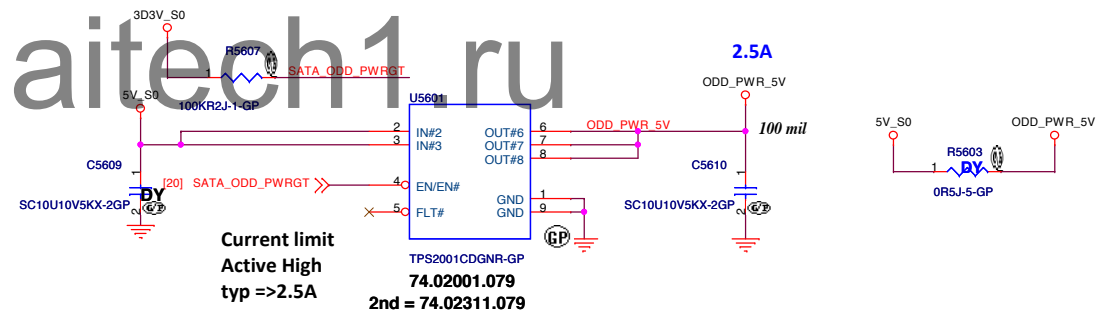 aitech1.ru
3D3V_S0
R5607
1
SATA_ODD_PWRGT
100KR2J-1-GP
5V_S0
U5601
2 IN#2
3 IN#3
OUT#6 6
OUT#7 7
OUT#8 8
ODD_PWR_5V
2.5A
ODD_PWR_5V
100 mil
C5609
1
DY
2
SC10U10V5KX-2GP
G/P
[20] SATA_ODD_PWRGT
4 EN/EN#
5 FLT#
GND 1
GND 9
GP
TPS2001CDGNR-GP
74.02001.079
2nd = 74.02311.079
Current limit
Active High
typ =>2.5A
C5610
1
2
SC10U10V5KX-2GP
G/P
5V_S0
ODD_PWR_5V
R5603
1
DY
0R5J-5-GP